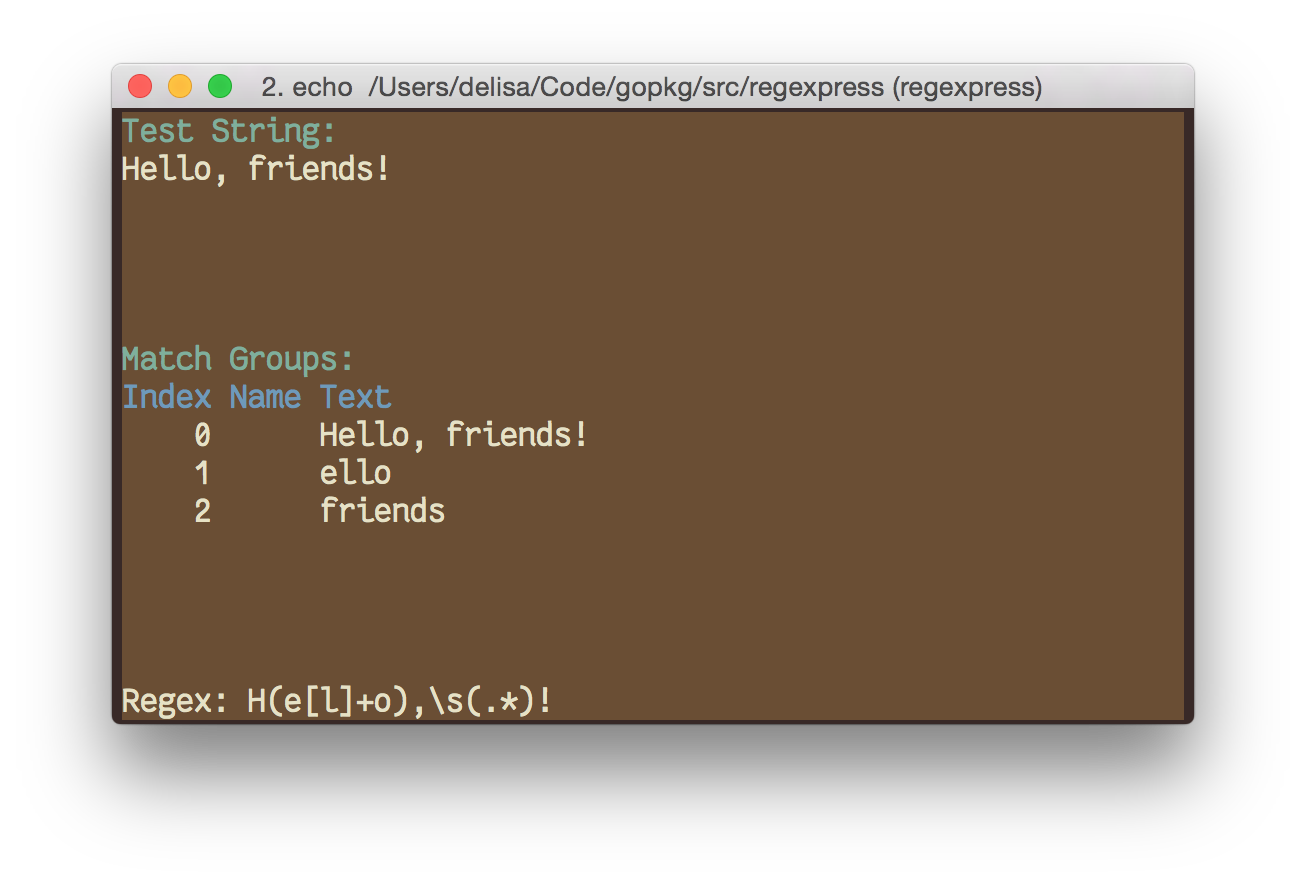 2. echo  /Users/delisa/Code/gopkg/src/regexpress (regexpress)
Test String:
Hello, friends!
Match Groups:
Index Name Text
0 Hello, friends!
1 ello
2 friends
Regex: H(e[l]+o),\s(.*)!